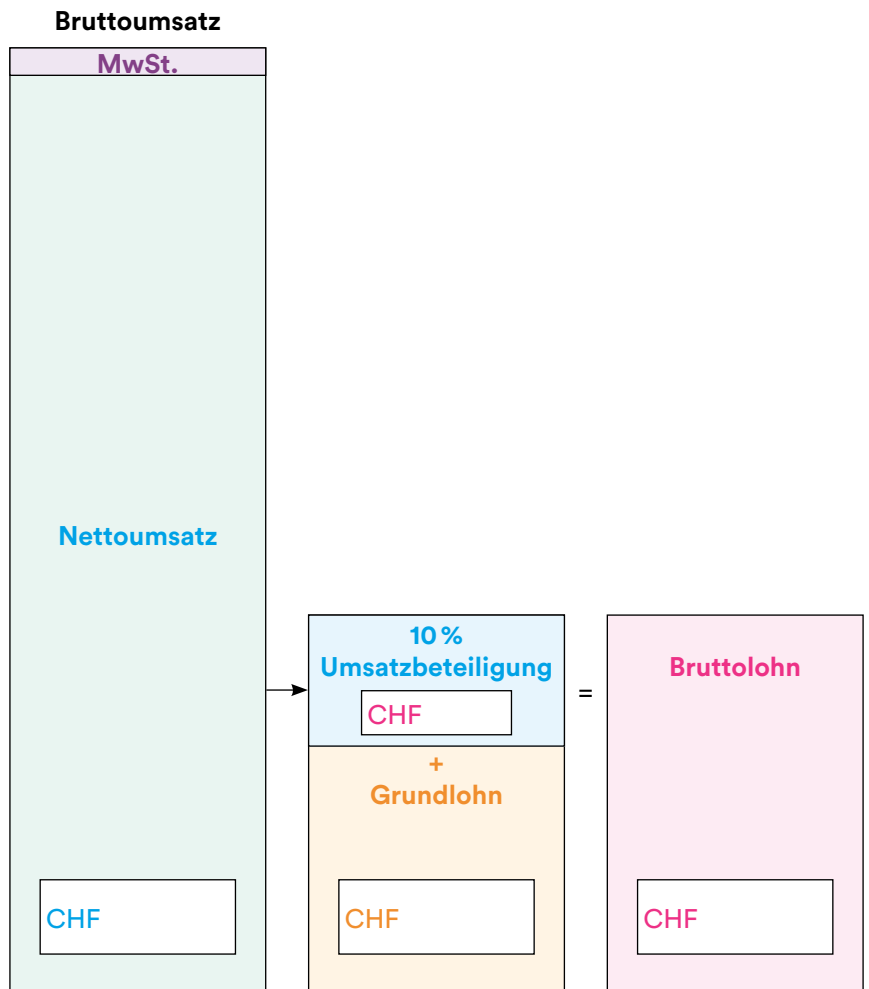 Bruttoumsatz
MwSt.
Nettoumsatz
CHF
10 %
Umsatzbeteiligung
CHF
+
Grundlohn
CHF
=
Bruttolohn
CHF